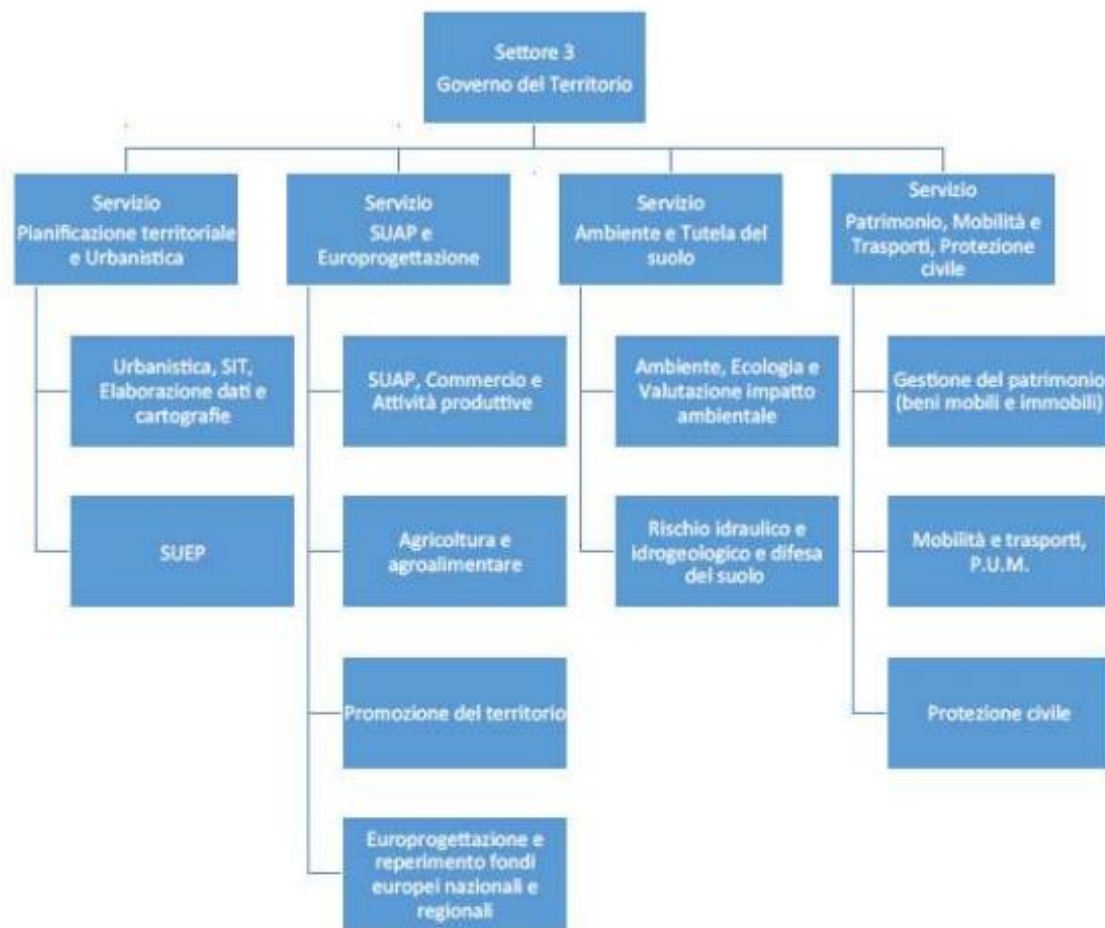 Settore 3
Governo del Territorio
Servizio
Pianificazione territoriale
e Urbanistica
Servizio
SUAP e
Europrogettazione
Servizio
Ambiente e Tutela del
suolo
Servizio
Patrimonio, Mobilità e
Trasporti, Protezione
civile
Urbanistica, SIT,
Elaborazione dati e
cartografie
SUEP
SUAP, Commercio e
Attività produttive
Agricoltura e
agroalimentare
Promozione del territorio
Europrogettazione e
reperimento fondi
europei nazionali e
regionali
Ambiente, Ecologia e
Valutazione impatto
ambientale
Rischio idraulico e
idrogeologico e difesa
del suolo
Gestione del patrimonio
(beni mobili e immobili)
Mobilità e trasporti,
P.U.M.
Protezione civile